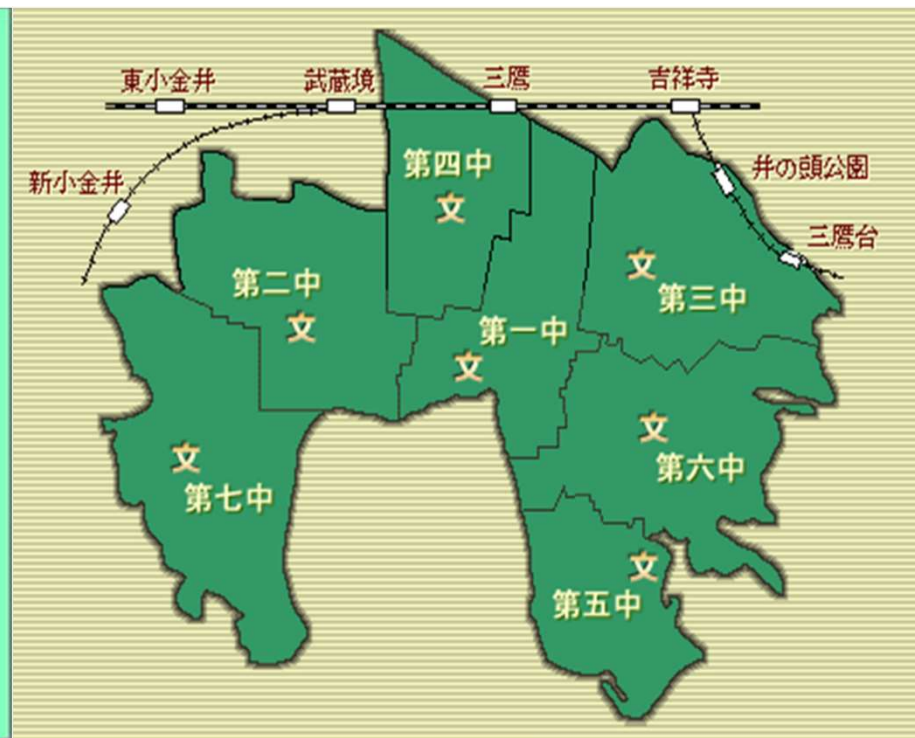 東小金井
武蔵境
三鷹
吉祥寺
新小金井
第四中
文
井の頭公園
三鷹台
第二中
文
文
第三中
第一中
文
文
第六中
文
第七中
文
第五中